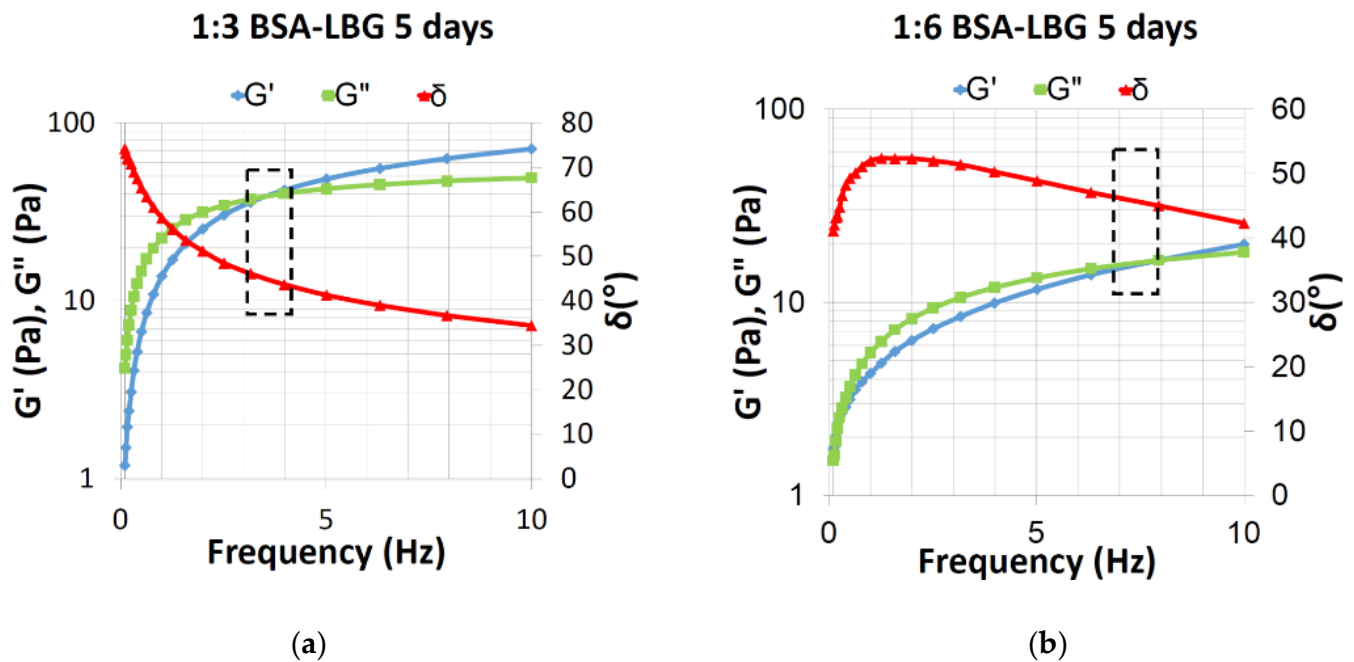 1:3 BSA-LBG 5 days
G' G" δ
100
10
1
G' (Pa), G" (Pa)
80
70
60
50
40
30
20
10
0
δ(°)
0 5 10
Frequency (Hz)
(a)
1:6 BSA-LBG 5 days
G' G" δ
100
10
1
G' (Pa), G" (Pa)
60
50
40
30
20
10
0
δ(°)
0 5 10
Frequency (Hz)
(b)